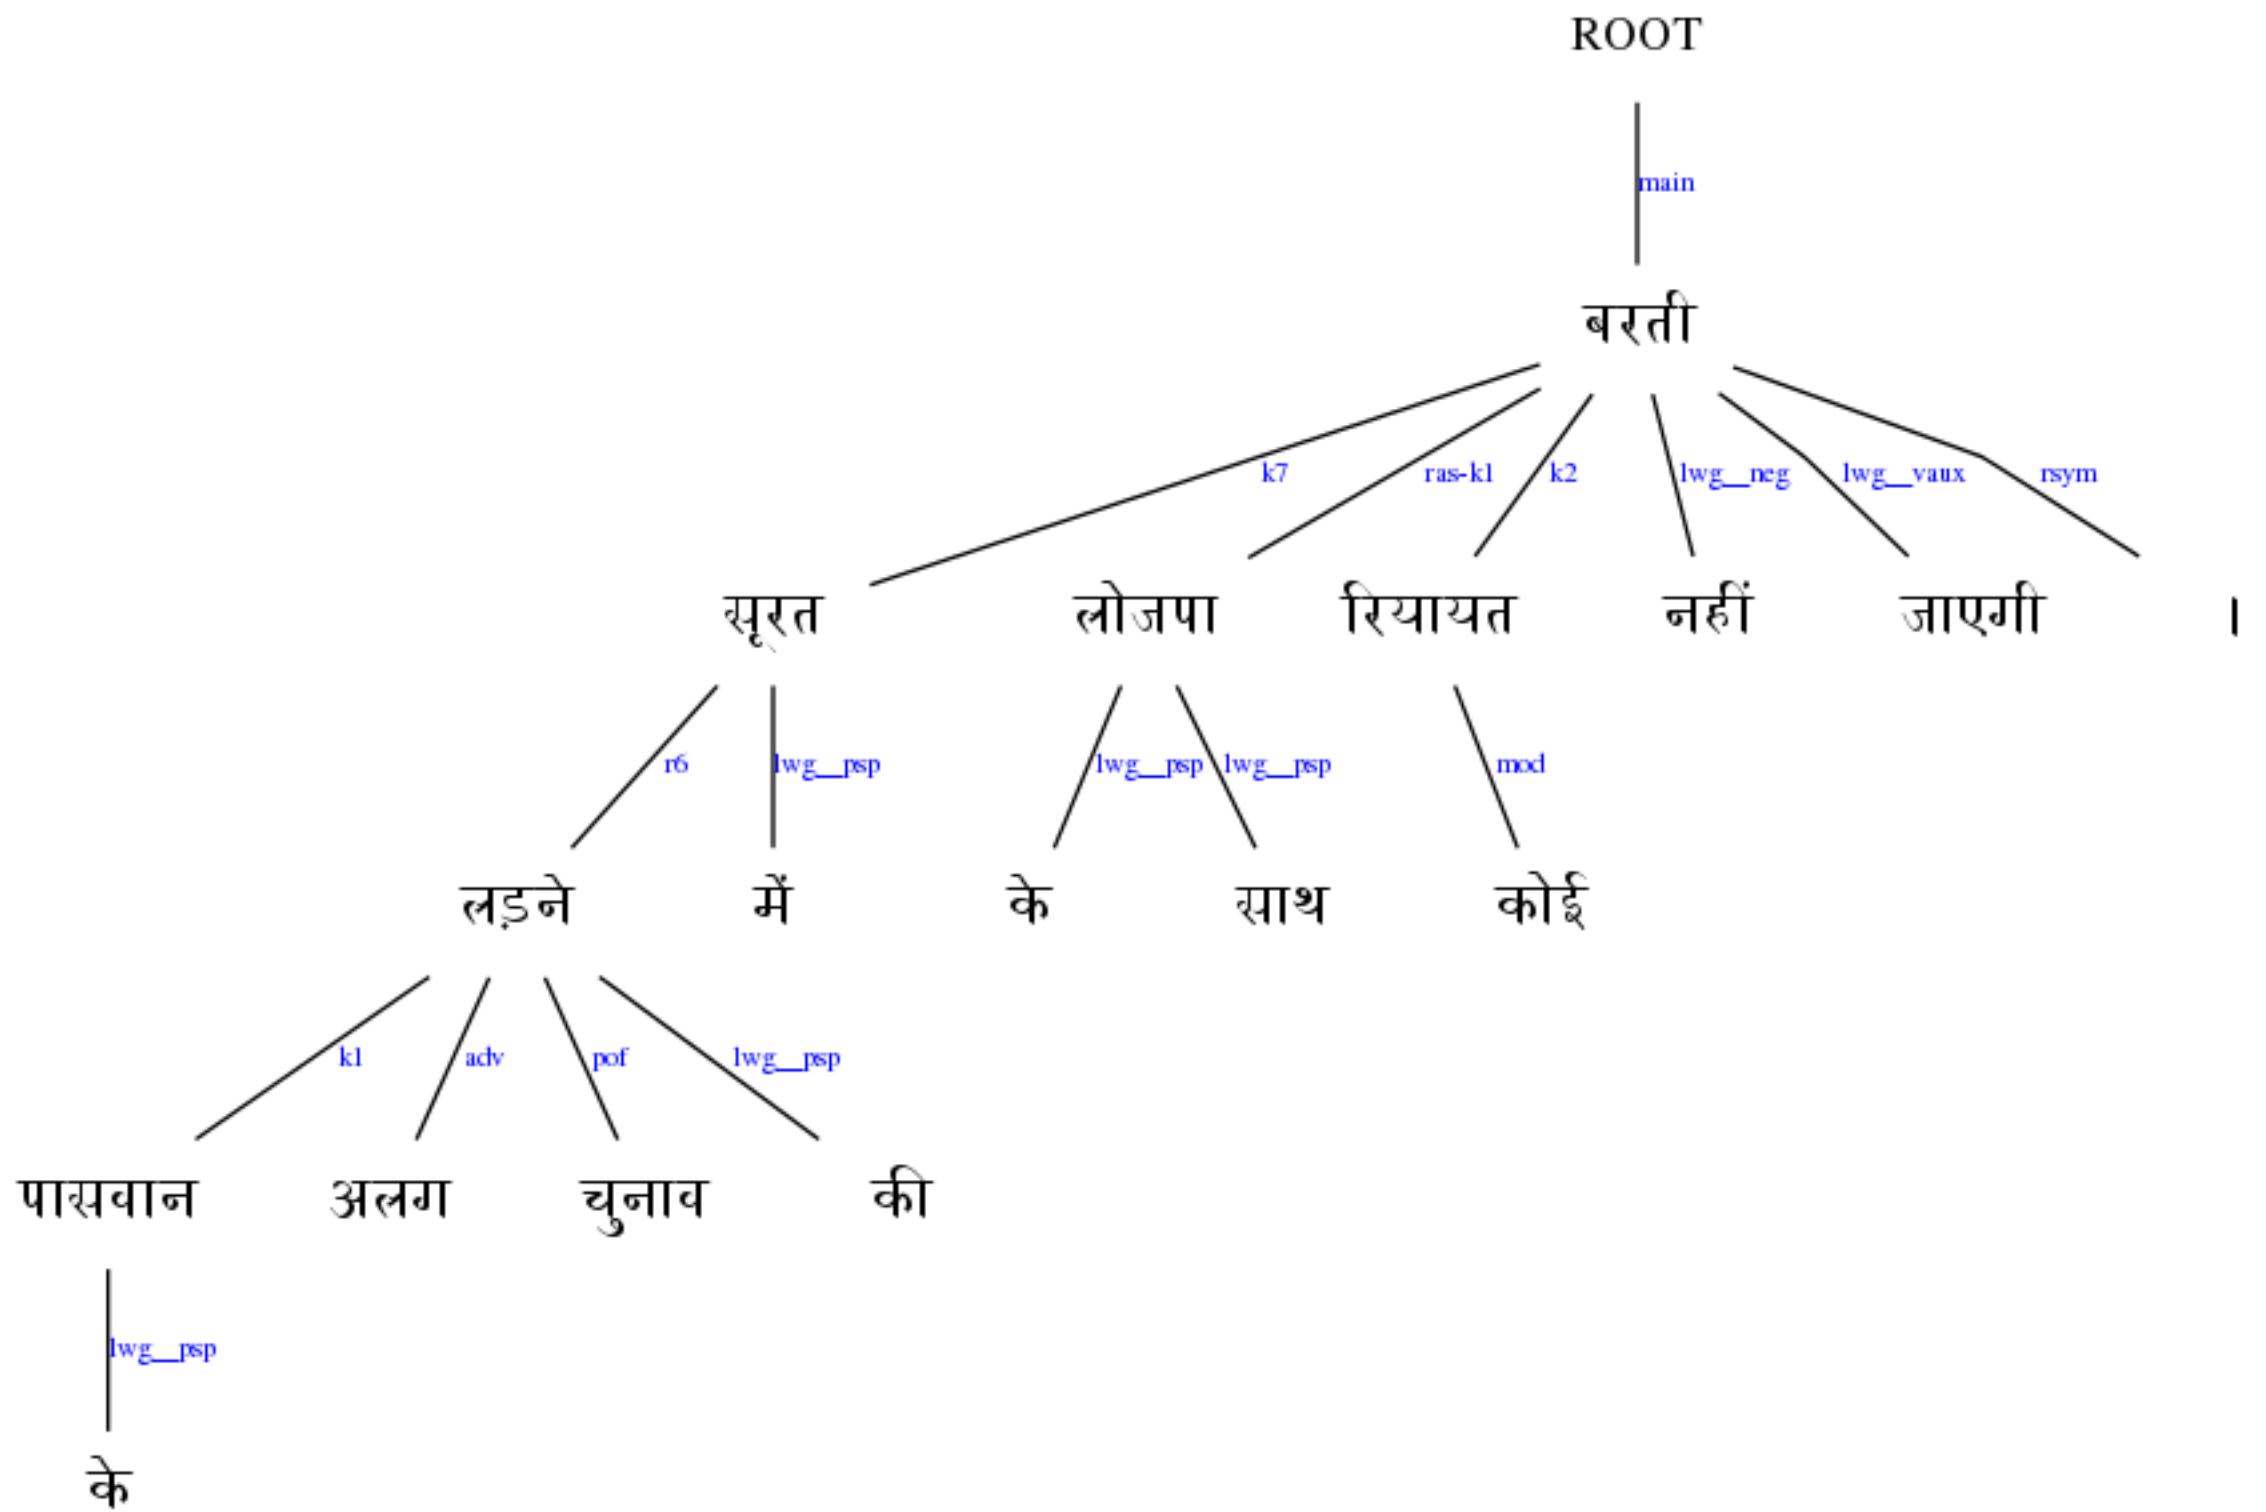 ROOT
main
बरती
k7 ras-k1 k2 lwg__neg lwg__vaux rsym
सूरत लोजपा रियायत नहीं जाएगी ।
r6 lwg__psp lwg__psp lwg__psp mod
लड़ने में के साथ कोई
k1 adv pof lwg__psp
पासवान अलग चुनाव की
lwg__psp
के